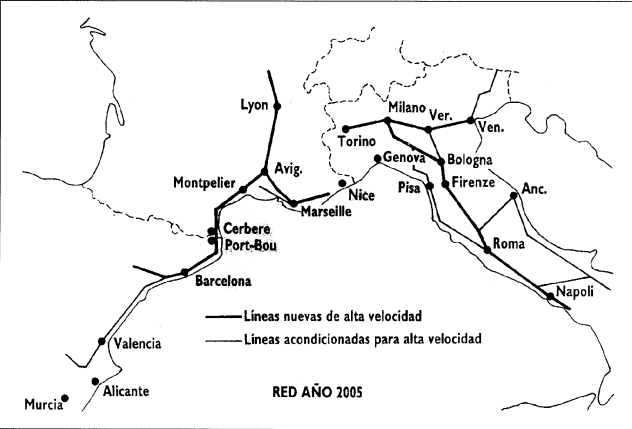 Lyon
Milano
Ver.
Ven.
Torino
Genova
Bologna
Avig.
Montpelier
Nice
Pisa
Firenze
Anc.
Marseille
Cerbere
Port-Bou
Roma
Barcelona
Napoli
Líneas nuevas de alta velocidad
Líneas acondicionadas para alta velocidad
Valencia
Alicante
Murcia
RED AÑO 2005